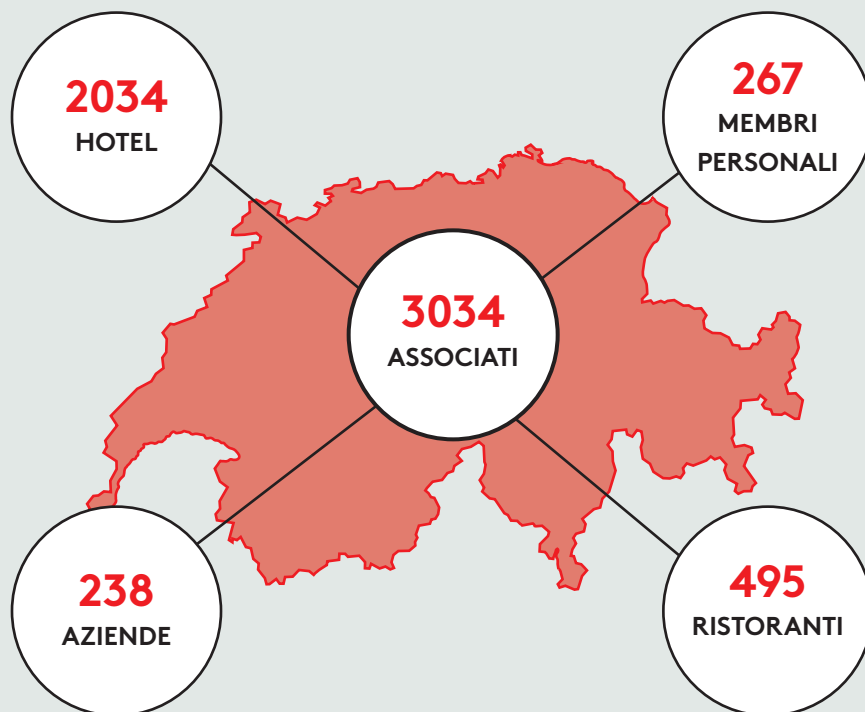 2034
HOTEL
267
MEMBRI
PERSONALI
3034
ASSOCIATI
238
AZIENDE
495
RISTORANTI